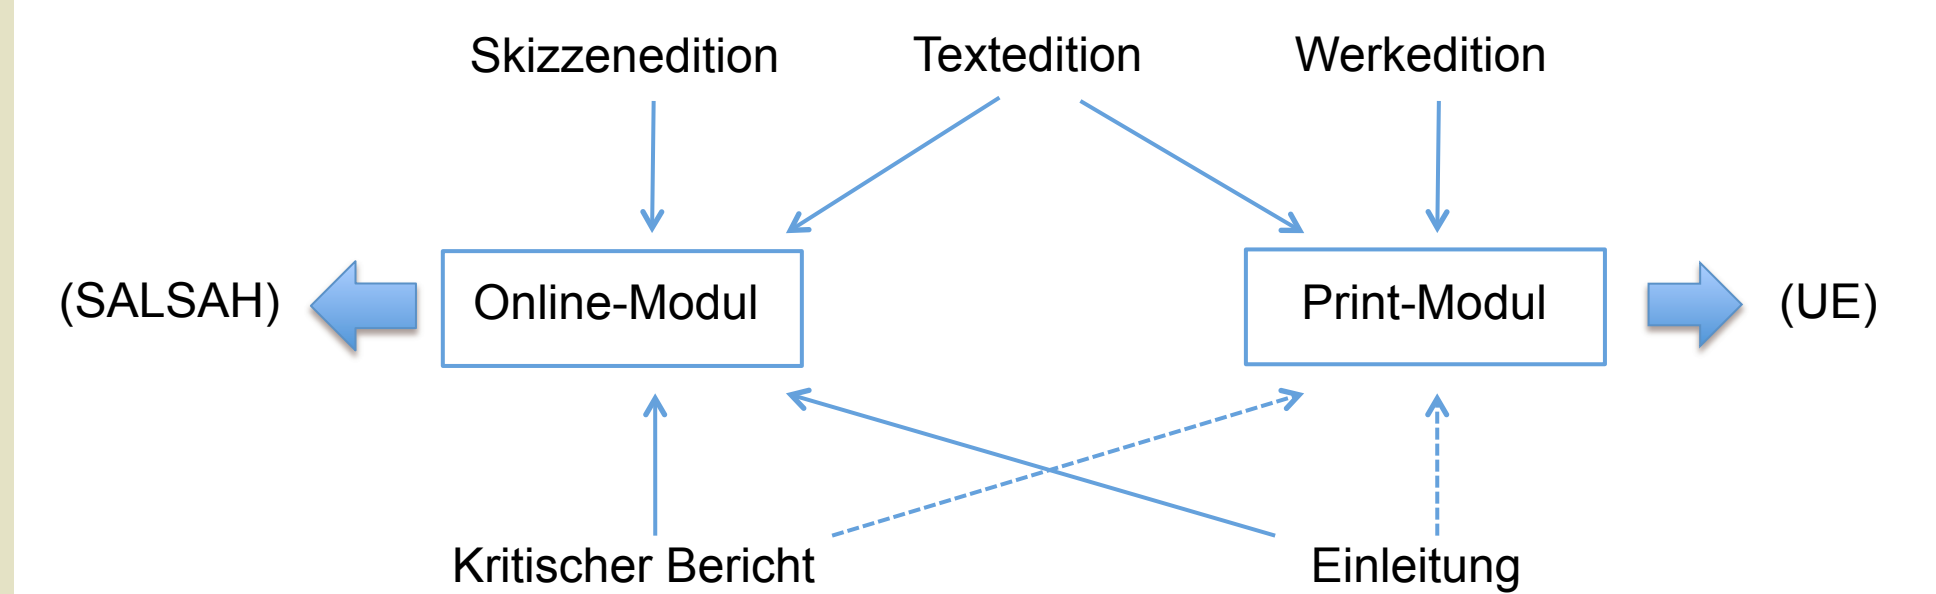 Skizzenedition Textedition Werkedition
(SALSAH) Online-Modul Print-Modul (UE)
Kritischer Bericht Einleitung